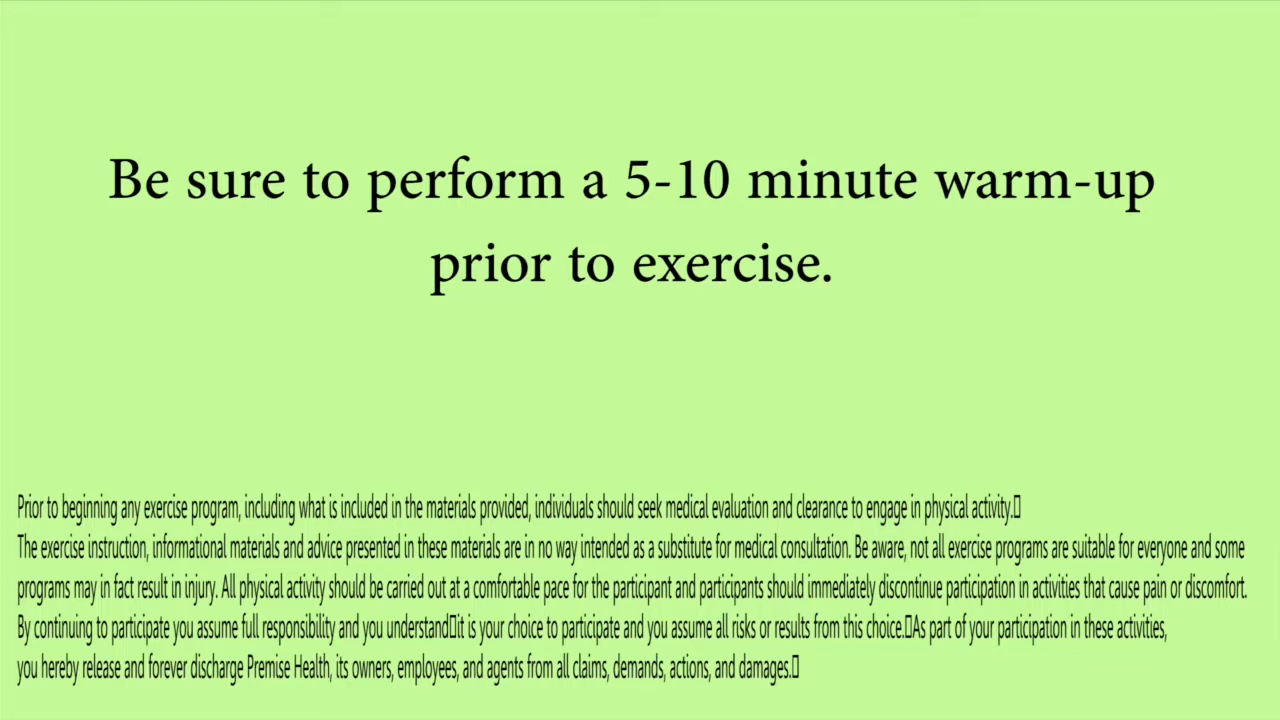 Be sure to perform a 5-10 minute warm-up
prior to exercise.
Prior to beginning any exercise program, including what is included in the materials provided, individuals should seek medical evaluation and clearance to engage in physical activity.▯
The exercise instruction, informational materials and advice presented in these materials are in no way intended as a substitute for medical consultation. Be aware, not all exercise programs are suitable for everyone and some
programs may in fact result in injury. All physical activity should be carried out at a comfortable pace for the participant and participants should immediately discontinue participation in activities that cause pain or discomfort.
By continuing to participate you assume full responsibility and you understand▯it is your choice to participate and you assume all risks or results from this choice.▯As part of your participation in these activities,
you hereby release and forever discharge Premise Health, its owners, employees, and agents from all claims, demands, actions, and damages.▯